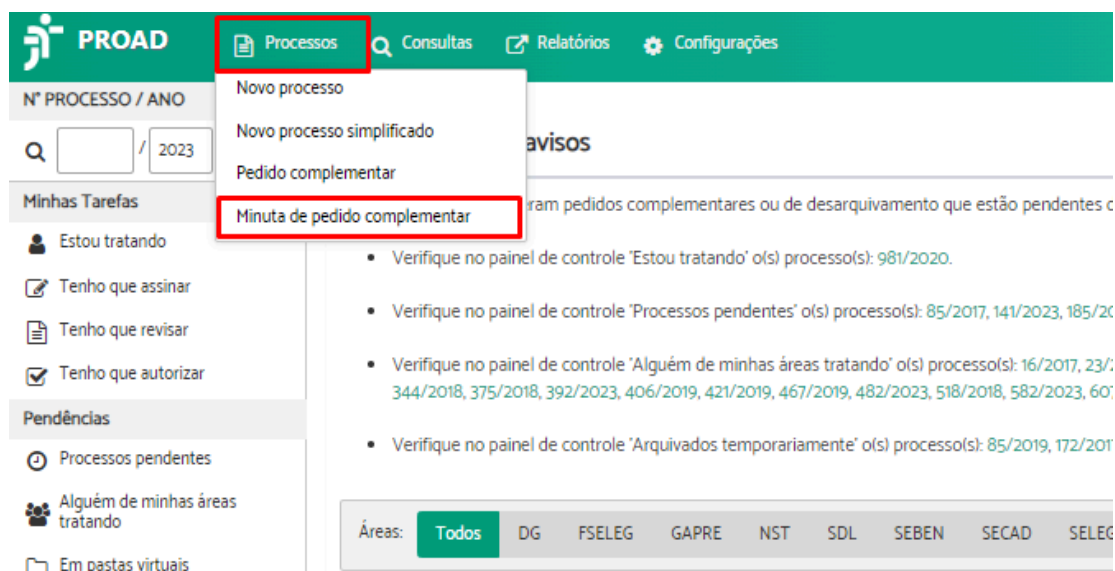 PROAD
Processos
Consultas
Relatórios
Configurações
N° PROCESSO / ANO
/ 2023
Novo processo
Novo processo simplificado
Pedido complementar
Minuta de pedido complementar
Minhas Tarefas
Estou tratando
Tenho que assinar
Tenho que revisar
Tenho que autorizar
Pendências
Processos pendentes
Alguém de minhas áreas
tratando
Em pastas virtuais
avisos
pedidos complementares ou de desarquivamento que estão pendentes
• Verifique no painel de controle 'Estou tratando' o(s) processo(s): 981/2020.
• Verifique no painel de controle 'Processos pendentes' o(s) processo(s): 85/2017, 141/2023,
• Verifique no painel de controle 'Alguém de minhas áreas tratando' o(s) processo(s): 16/2017,
344/2018, 375/2018, 392/2023, 406/2019, 421/2019, 467/2019, 482/2023, 518/2018, 582/2023,
• Verifique no painel de controle 'Arquivados temporariamente' o(s) processo(s): 85/2019,
Áreas: Todos DG FSELEG GAPRE NST SDL SEBEN SECAD